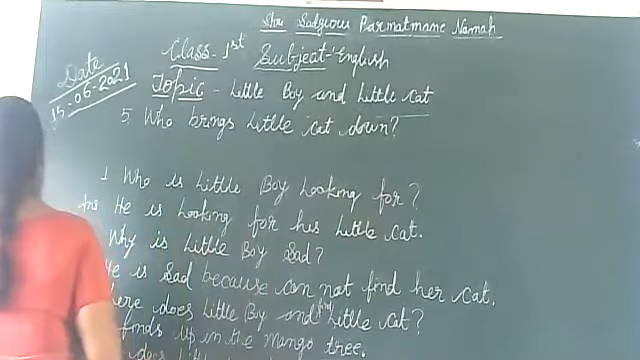 Shri Sadguru Parmatmane Namah
Class - 1st Subject - English
Date
15-06-2021
Topic - Little Boy and Little cat
5 Who brings Little cat down?
1 Who is Little Boy Looking for?
Ans He is Looking for his Little cat.
Why is Little Boy Sad?
He is Sad because can not find her cat.
here does Little Boy and find Little Cat?
finds up in the mango tree.
does